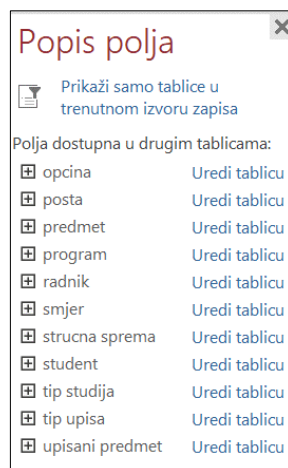 Popis polja
Prikaži samo tablice u
trenutnom izvoru zapisa
Polja dostupna u drugim tablicama:
opcina Uredi tablicu
posta Uredi tablicu
predmet Uredi tablicu
program Uredi tablicu
radnik Uredi tablicu
smjer Uredi tablicu
strucna sprema Uredi tablicu
student Uredi tablicu
tip studija Uredi tablicu
tip upisa Uredi tablicu
upisani predmet Uredi tablicu